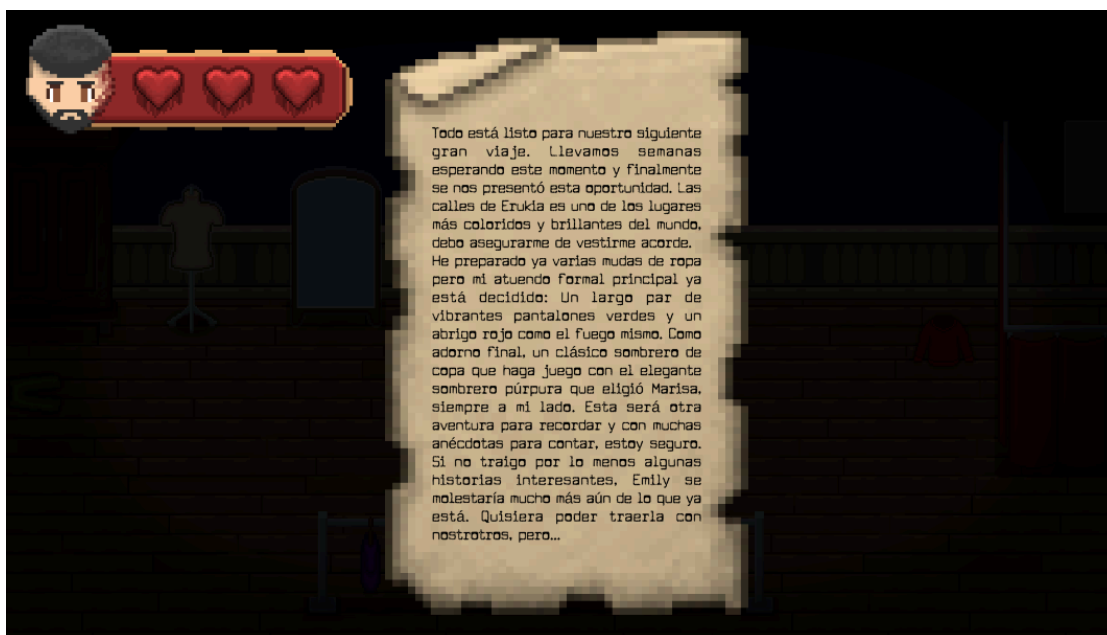 Todo está listo para nuestro siguiente
gran viaje. Llevamos semanas
esperando este momento y finalmente
se nos presentó esta oportunidad. Las
calles de Erukia es uno de los lugares
más coloridos y brillantes del mundo,
debo asegurarme de vestirme acorde.
He preparado ya varias mudas de ropa
pero mi atuendo formal principal ya
está decidido: Un largo par de
vibrantes pantalones verdes y un
abrigo rojo como el fuego mismo. Como
adorno final, un clásico sombrero de
copa que haga juego con el elegante
sombrero púrpura que eligió Marisa,
siempre a mi lado. Esta será otra
aventura para recordar y con muchas
anécdotas para contar, estoy seguro.
Si no traigo por lo menos algunas
historias interesantes, Emily se
molestaría mucho más aún de lo que ya
está. Quisiera poder traerla con
nostrotros, pero...